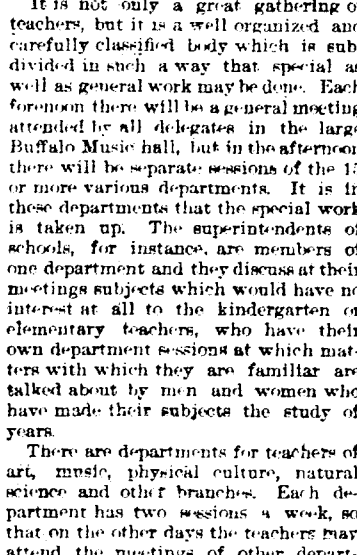 It is not only a great gathering of
teachers, but it is a well organized and
carefully classified body which is sub
divided in such a way that special as
well as general work may be done. Each
forenoon there will be a general meeting
attended by all delegates in the large
Buffalo Music hall, but in the afternoon
there will be separate sessions of the 15
or more various departments. It is in
these departments that the special work
is taken up. The superintendents of
schools, for instance, are members of
one department and they discuss at their
meetings subjects which would have no
interest at all to the kindergarten or
elementary teachers, who have their
own department sessions at which mat-
ters with which they are familiar are
talked about by men and women who
have made their subjects the study of
years.
There are departments for teachers of
art, music, physical culture, natural
science and other branches. Each de-
partment has two sessions a week, so
that on the other days the teachers may
attend the meetings of other depart